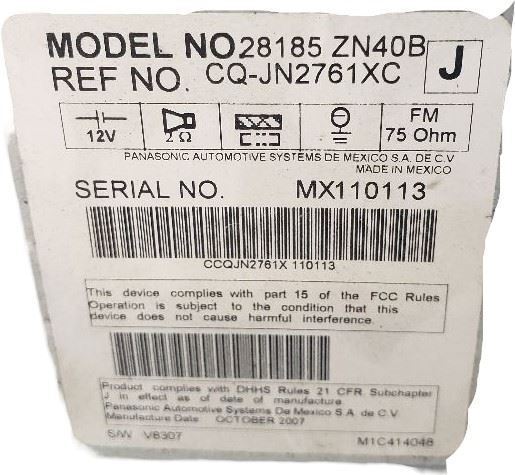 MODEL NO.28185 ZN40B
REF NO. CQ-JN2761XC J
12V
2Ω
FM
75 Ohm
PANASONIC AUTOMOTIVE SYSTEMS DE MEXICO S.A. DE C.V
MADE IN MEXICO
SERIAL NO. MX110113
CCQJN2761X 110113
This device complies with part 15 of the FCC Rules
Operation is subject to the condition that this
device does not cause harmful interference.
Product complies with DHHS Rules 21 CFR Subchapter
J in effect as of date of manufacture.
Panasonic Automotive Systems De Mexico S.A. de C.V.
Manufacture Date: OCTOBER 2007
S/W V8307 M1C414048